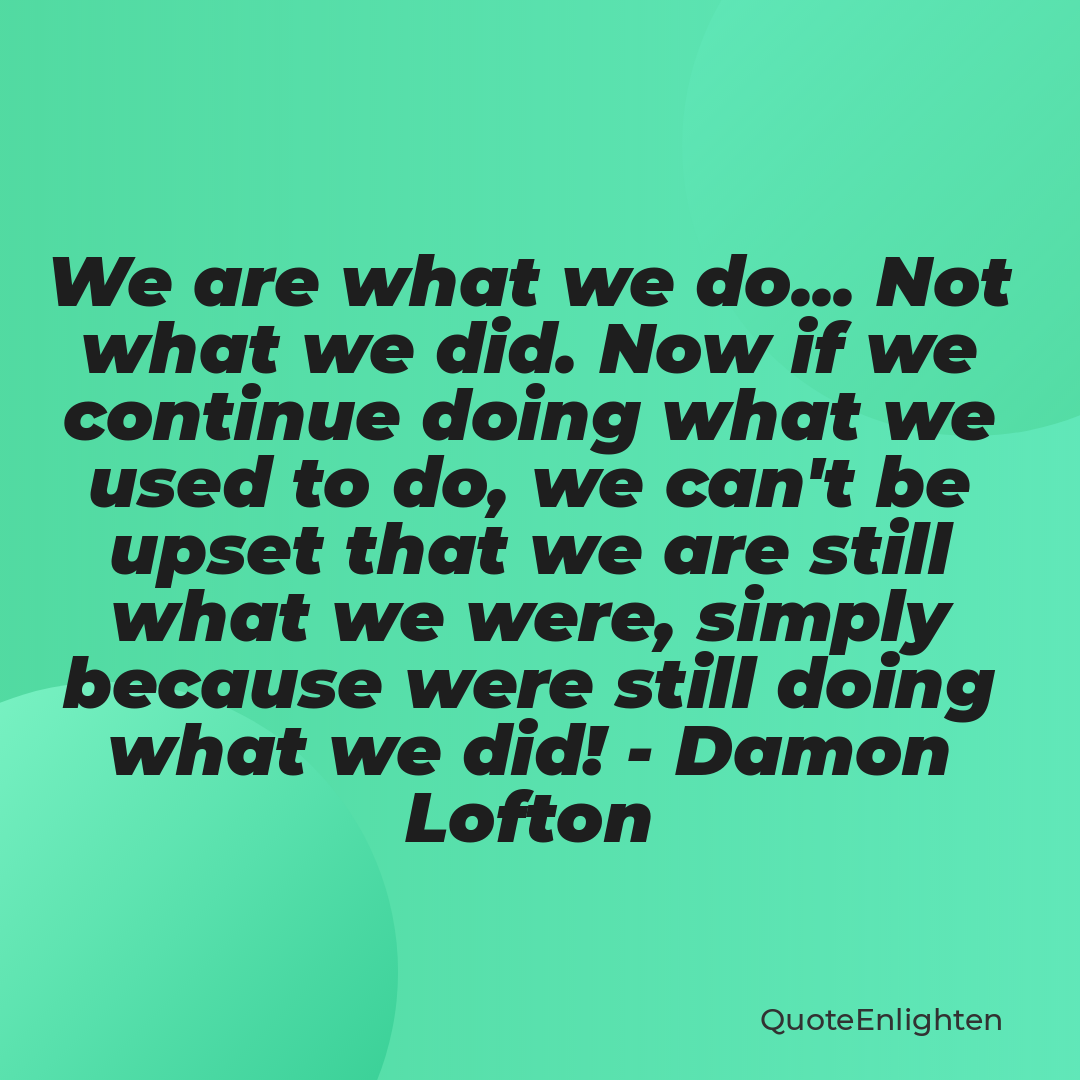 We are what we do... Not
what we did. Now if we
continue doing what we
used to do, we can't be
upset that we are still
what we were, simply
because were still doing
what we did! - Damon
Lofton
QuoteEnlighten